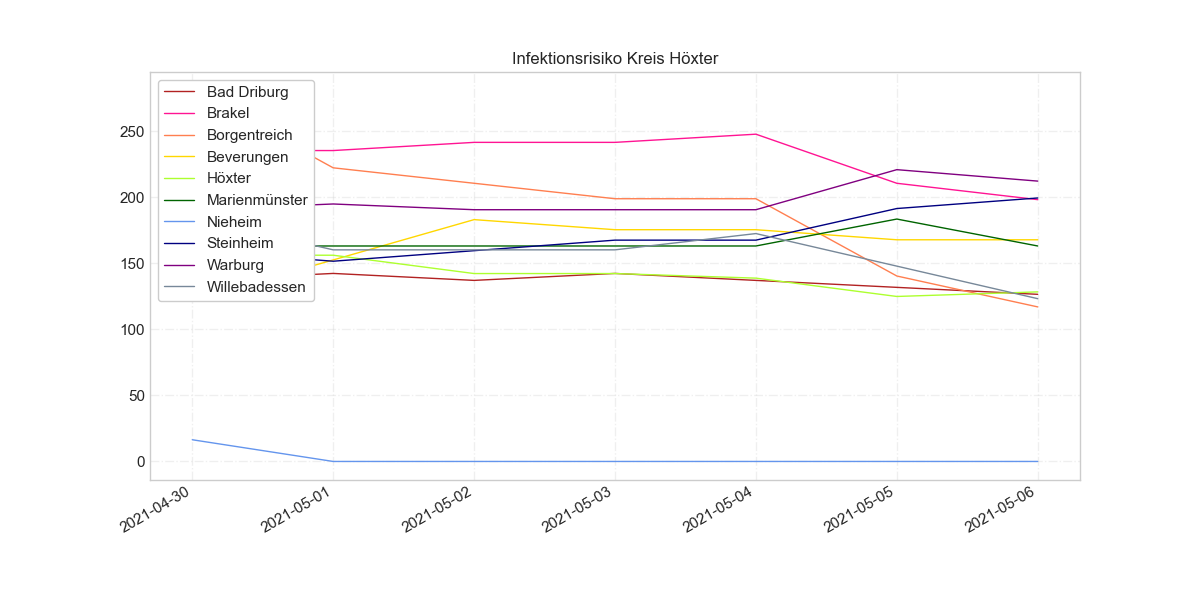 Infektionsrisiko Kreis Höxter
Bad Driburg
Brakel
Borgentreich
Beverungen
Höxter
Marienmünster
Nieheim
Steinheim
Warburg
Willebadessen
250
200
150
100
50
0
2021-04-30
2021-05-01
2021-05-02
2021-05-03
2021-05-04
2021-05-05
2021-05-06